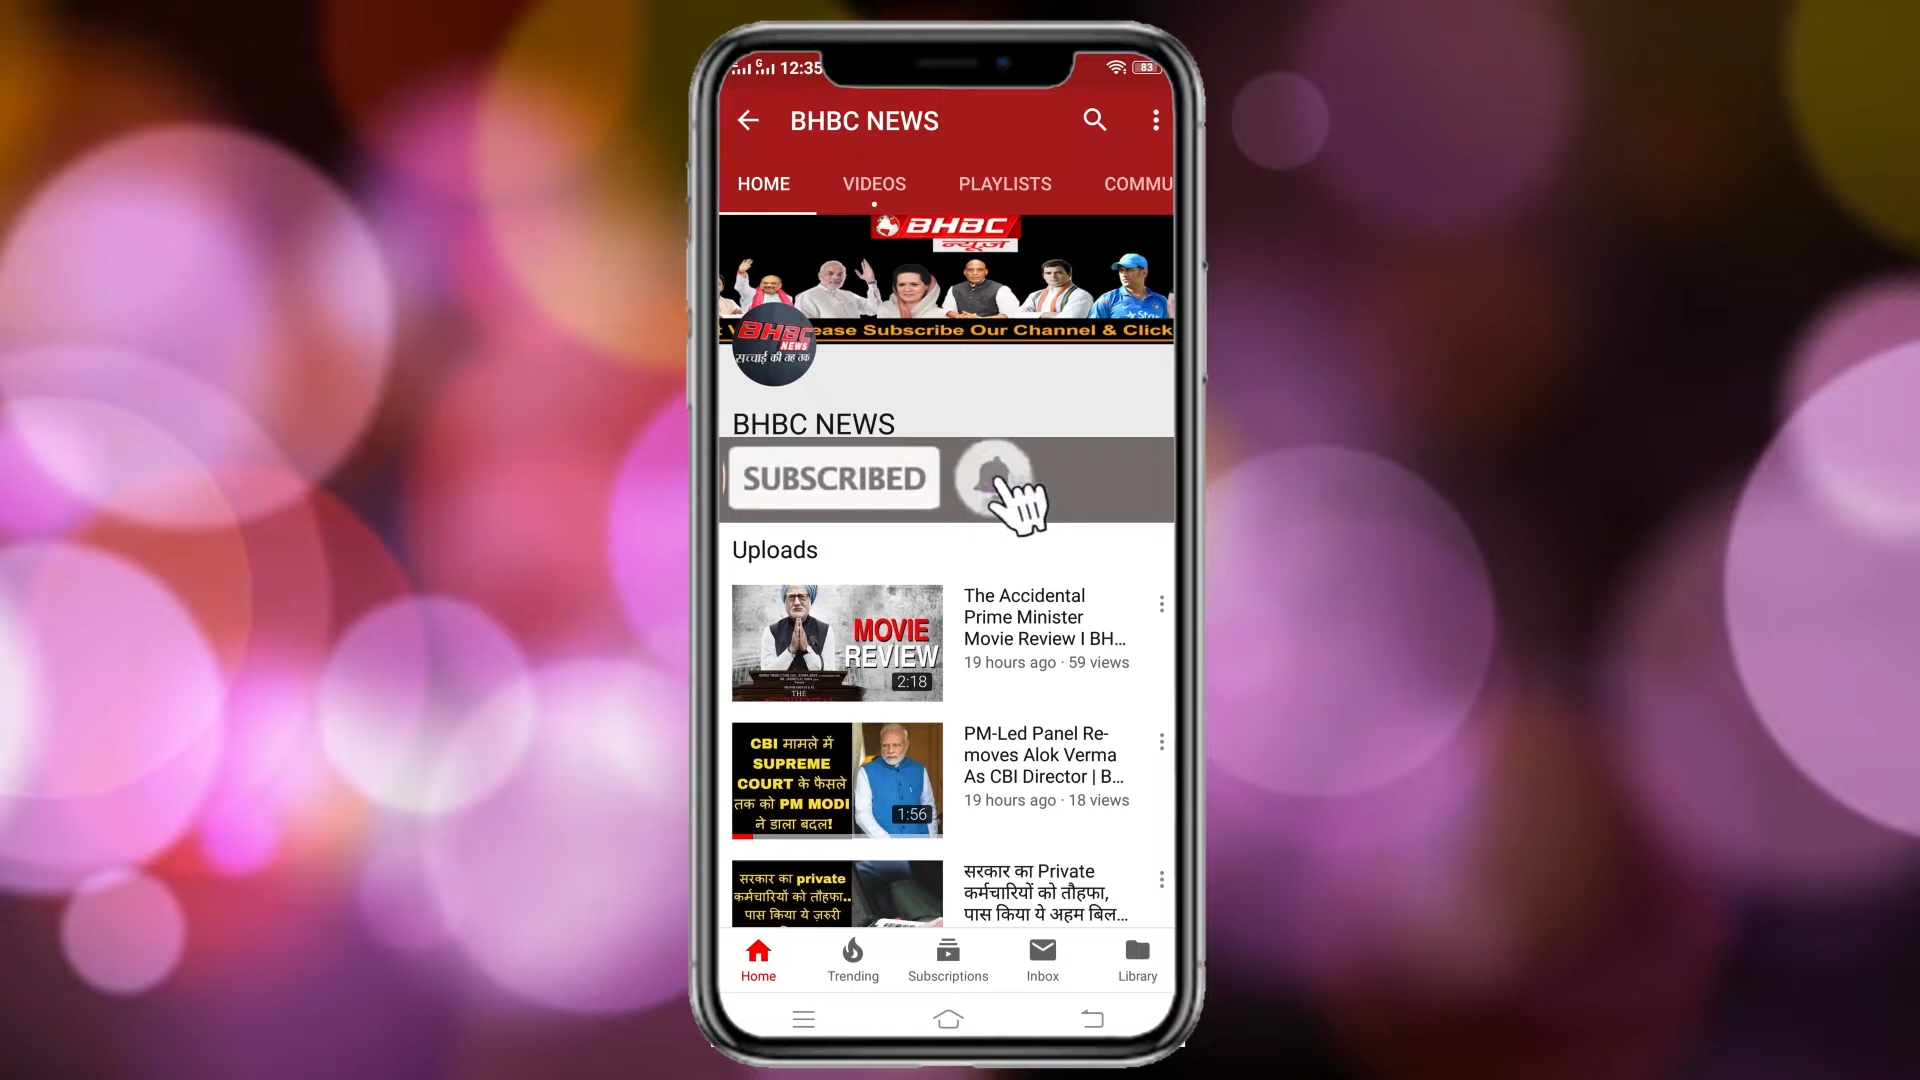 G 12:35
83
BHBC NEWS
HOME VIDEOS PLAYLISTS COMMU
BHBC
न्यूज़
ease Subscribe Our Channel & Click
BHBC
NEWS
सच्चाई की तह तक
BHBC NEWS
SUBSCRIBED
Uploads
MOVIE
REVIEW
THE
2:18
The Accidental
Prime Minister
Movie Review I BH...
19 hours ago · 59 views
CBI मामले में
SUPREME
COURT के फैसले
तक को PM MODI
ने डाला बदल!
1:56
PM-Led Panel Re-
moves Alok Verma
As CBI Director | B...
19 hours ago · 18 views
सरकार का private
कर्मचारियों को तौहफा..
पास किया ये ज़रुरी
सरकार का Private
कर्मचारियों को तौहफा,
पास किया ये अहम बिल...
Home Trending Subscriptions Inbox Library